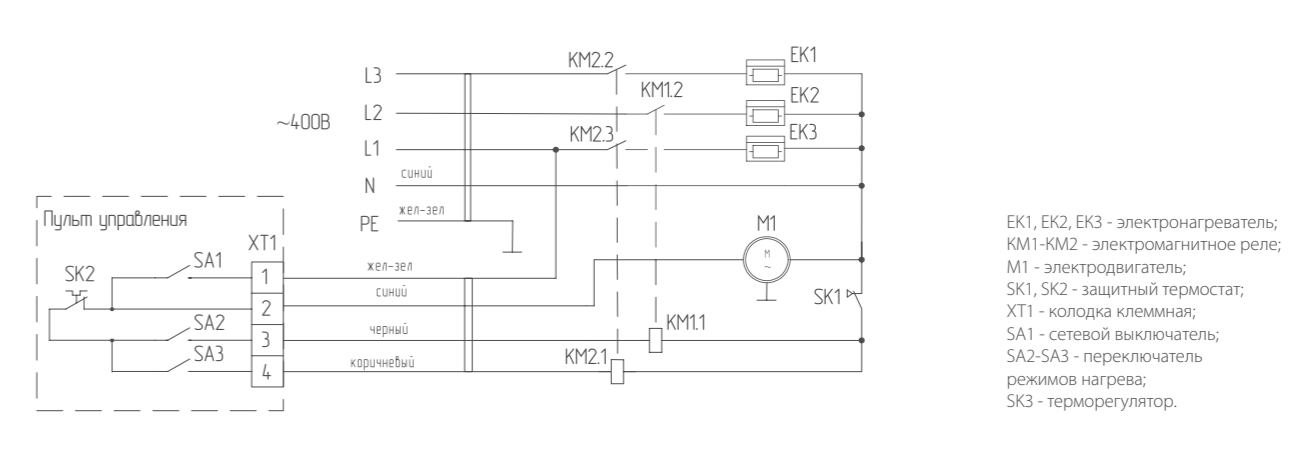 KM2.2
EK1
L3
KM1.2
EK2
L2
~400В
KM2.3
EK3
L1
синий
N
жел-зел
PE
Пульт управления
M1
XT1
M
~
SA1
жел-зел
SK2
1
синий
SK1
2
SA2
черный
KM1.1
3
SA3
коричневый
KM2.1
4
EK1, EK2, EK3 - электронагреватель;
KM1-KM2 - электромагнитное реле;
M1 - электродвигатель;
SK1, SK2 - защитный термостат;
XT1 - колодка клеммная;
SA1 - сетевой выключатель;
SA2-SA3 - переключатель
режимов нагрева;
SK3 - терморегулятор.